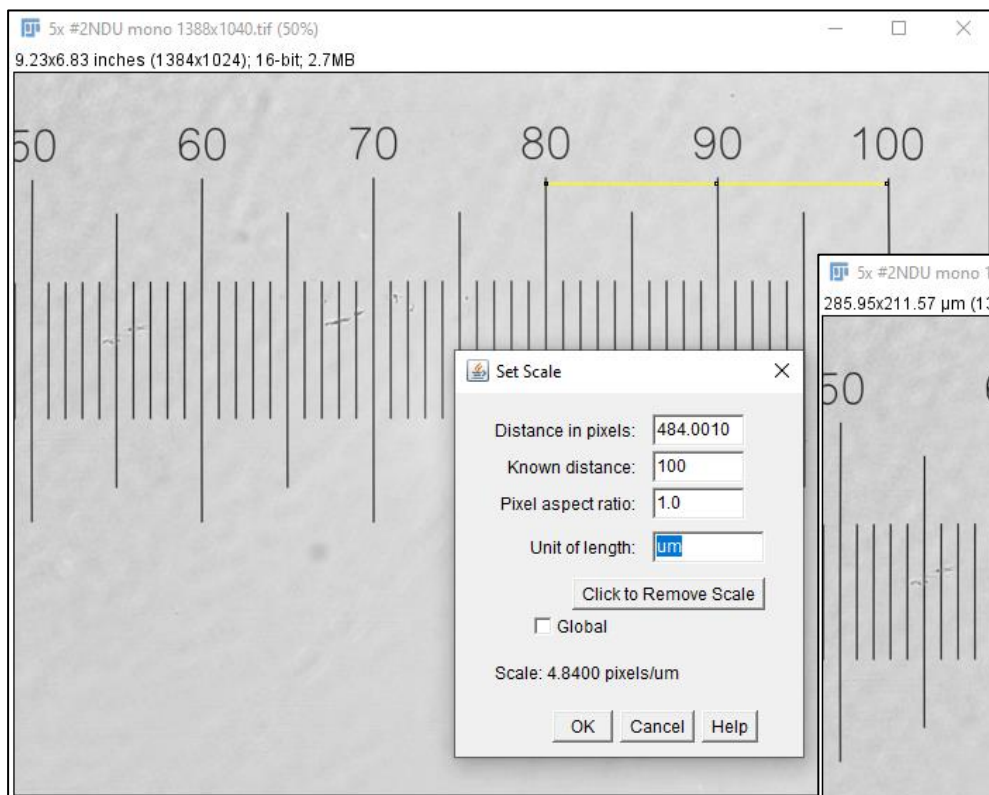 5x #2NDU mono 1388x1040.tif (50%)
9.23x6.83 inches (1384x1024); 16-bit; 2.7MB
50 60 70 80 90 100
5x #2NDU mono 1
285.95x211.57 µm (13
50
Set Scale
Distance in pixels: 484.0010
Known distance: 100
Pixel aspect ratio: 1.0
Unit of length: um
Click to Remove Scale
Global
Scale: 4.8400 pixels/um
OK Cancel Help